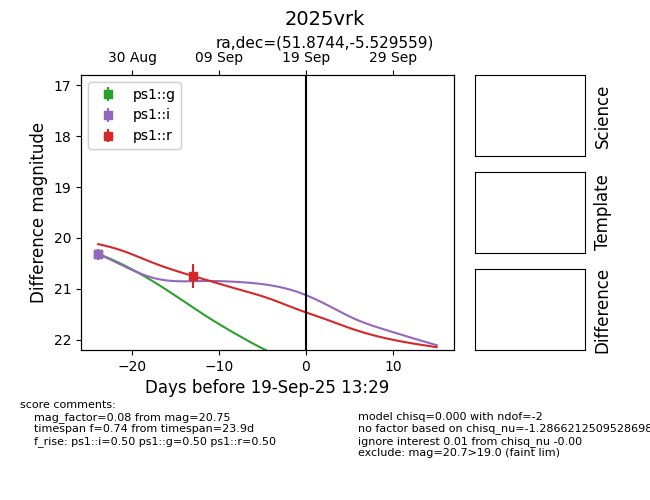 2025vrk
ra,dec=(51.8744,-5.529559)
30 Aug 09 Sep 19 Sep 29 Sep
ps1::g
ps1::i
ps1::r
17
18
19
20
21
22
Difference magnitude
−20 −10 0 10
Days before 19-Sep-25 13:29
Science
Template
Difference
score comments:
mag_factor=0.08 from mag=20.75
timespan f=0.74 from timespan=23.9d
f_rise: ps1::i=0.50 ps1::g=0.50 ps1::r=0.50
model chisq=0.000 with ndof=-2
no factor based on chisq_nu=-1.2866212509528698
ignore interest 0.01 from chisq_nu -0.00
exclude: mag=20.7>19.0 (faint lim)